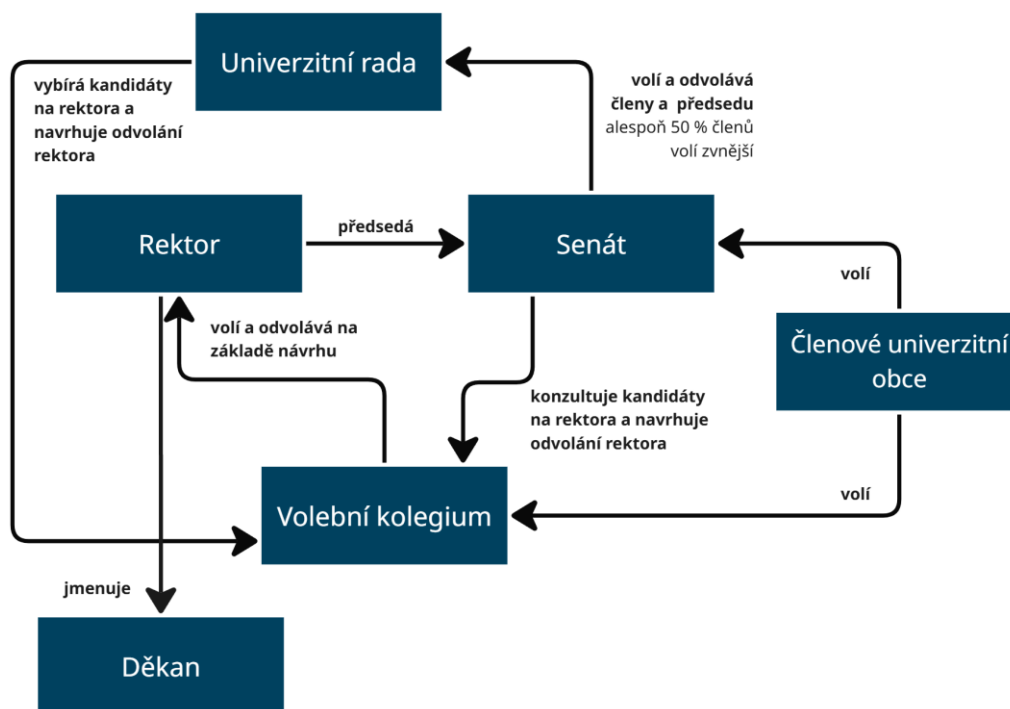 Univerzitní rada
vybírá kandidáty
na rektora a
navrhuje odvolání
rektora
volí a odvolává
členy a předsedu
alespoň 50 % členů
volí zvnější
Rektor
předsedá
Senát
volí
volí a odvolává na
základě návrhu
Členové univerzitní
obce
konzultuje kandidáty
na rektora a navrhuje
odvolání rektora
Volební kolegium
volí
jmenuje
Děkan